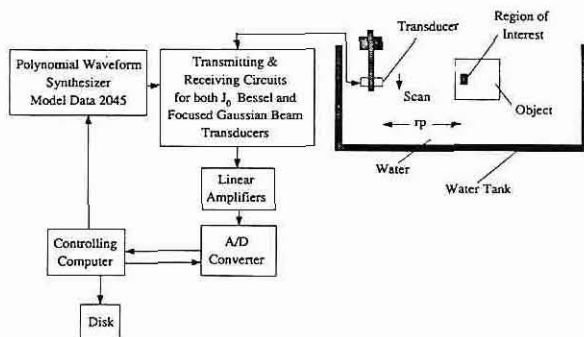 Polynomial Waveform
Synthesizer
Model Data 2045
Transmitting &
Receiving Circuits
for both J0 Bessel and
Focused Gaussian Beam
Transducers
Linear
Amplifiers
A/D
Converter
Controlling
Computer
Disk
Transducer
Region of
Interest
Scan
Object
rp
Water
Water Tank